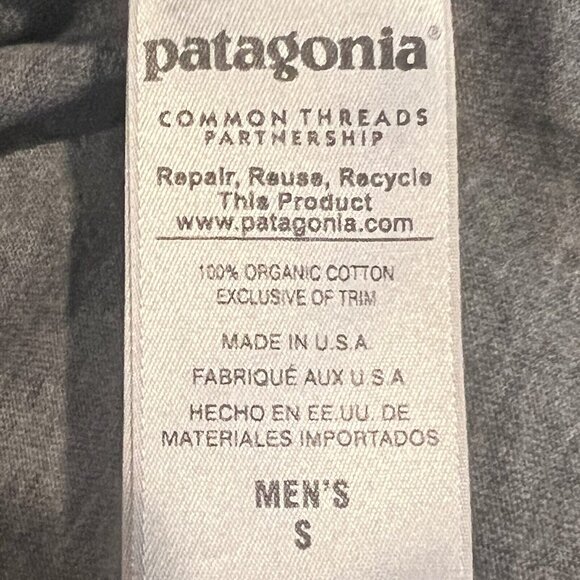 patagonia®
COMMON THREADS
PARTNERSHIP
Repair, Reuse, Recycle
This Product
www.patagonia.com
100% ORGANIC COTTON
EXCLUSIVE OF TRIM
MADE IN U.S.A.
FABRIQUÉ AUX U.S.A
HECHO EN EE.UU. DE
MATERIALES IMPORTADOS
MEN'S
S